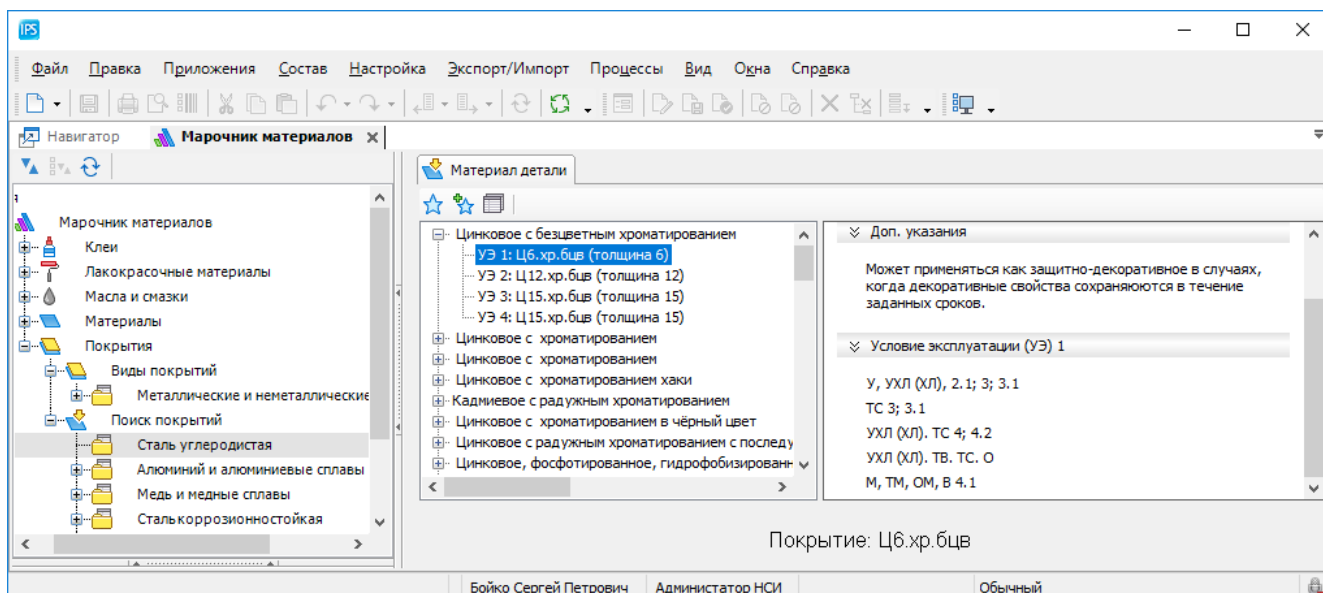 IPS
Файл Правка Приложения Состав Настройка Экспорт/Импорт Процессы Вид Окна Справка
Навигатор Марочник материалов
Марочник материалов
Клеи
Лакокрасочные материалы
Масла и смазки
Материалы
Покрытия
Виды покрытий
Металлические и неметаллические
Поиск покрытий
Сталь углеродистая
Алюминий и алюминиевые сплавы
Медь и медные сплавы
Сталь коррозионностойкая
Материал детали
Цинковое с безцветным хроматированием
УЭ 1: Ц6.хр.бцв (толщина 6)
УЭ 2: Ц12.хр.бцв (толщина 12)
УЭ 3: Ц15.хр.бцв (толщина 15)
УЭ 4: Ц15.хр.бцв (толщина 15)
Цинковое с хроматированием
Цинковое с хроматированием
Цинковое с хроматированием хаки
Кадмиевое с радужным хроматированием
Цинковое с хроматированием в чёрный цвет
Цинковое с радужным хроматированием с последу
Цинковое, фосфотированное, гидрофобизированн
Доп. указания
Может применяться как защитно-декоративное в случаях,
когда декоративные свойства сохраняюются в течение
заданных сроков.
Условие эксплуатации (УЭ) 1
У, УХЛ (ХЛ), 2.1; 3; 3.1
ТС 3; 3.1
УХЛ (ХЛ). ТС 4; 4.2
УХЛ (ХЛ). ТВ. ТС. О
М, ТМ, ОМ, В 4.1
Покрытие: Ц6.хр.бцв
Бойко Сергей Петрович Администатор НСИ Обычный